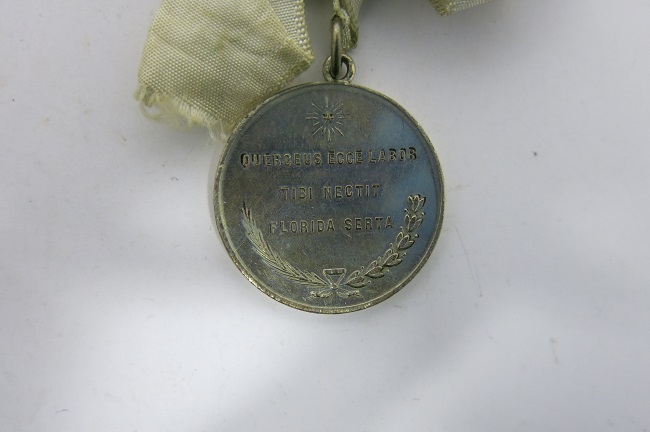 QUERCEUS ECCE LABOR
TIBI NECTIT
FLORIDA SERTA